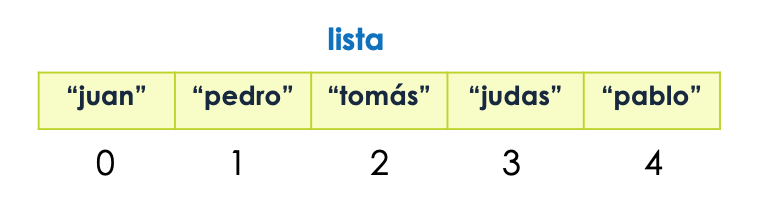 lista
“juan” “pedro” “tomás” “judas” “pablo”
0 1 2 3 4